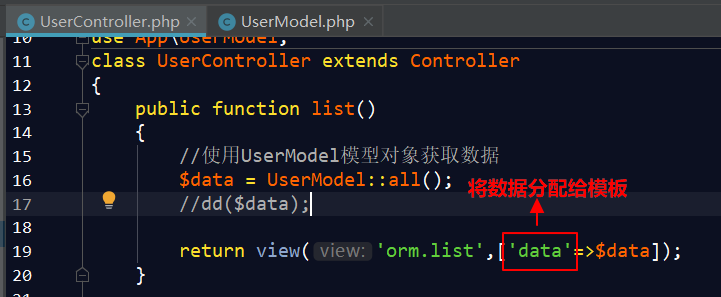 UserController.php × UserModel.php ×
10 use App\UserModel;
11 class UserController extends Controller
12 {
13 public function list()
14 {
15 //使用UserModel模型对象获取数据
16 $data = UserModel::all();
17 //dd($data);
将数据分配给模板
18
19 return view( view: 'orm.list',['data'=>$data]);
20 }
21